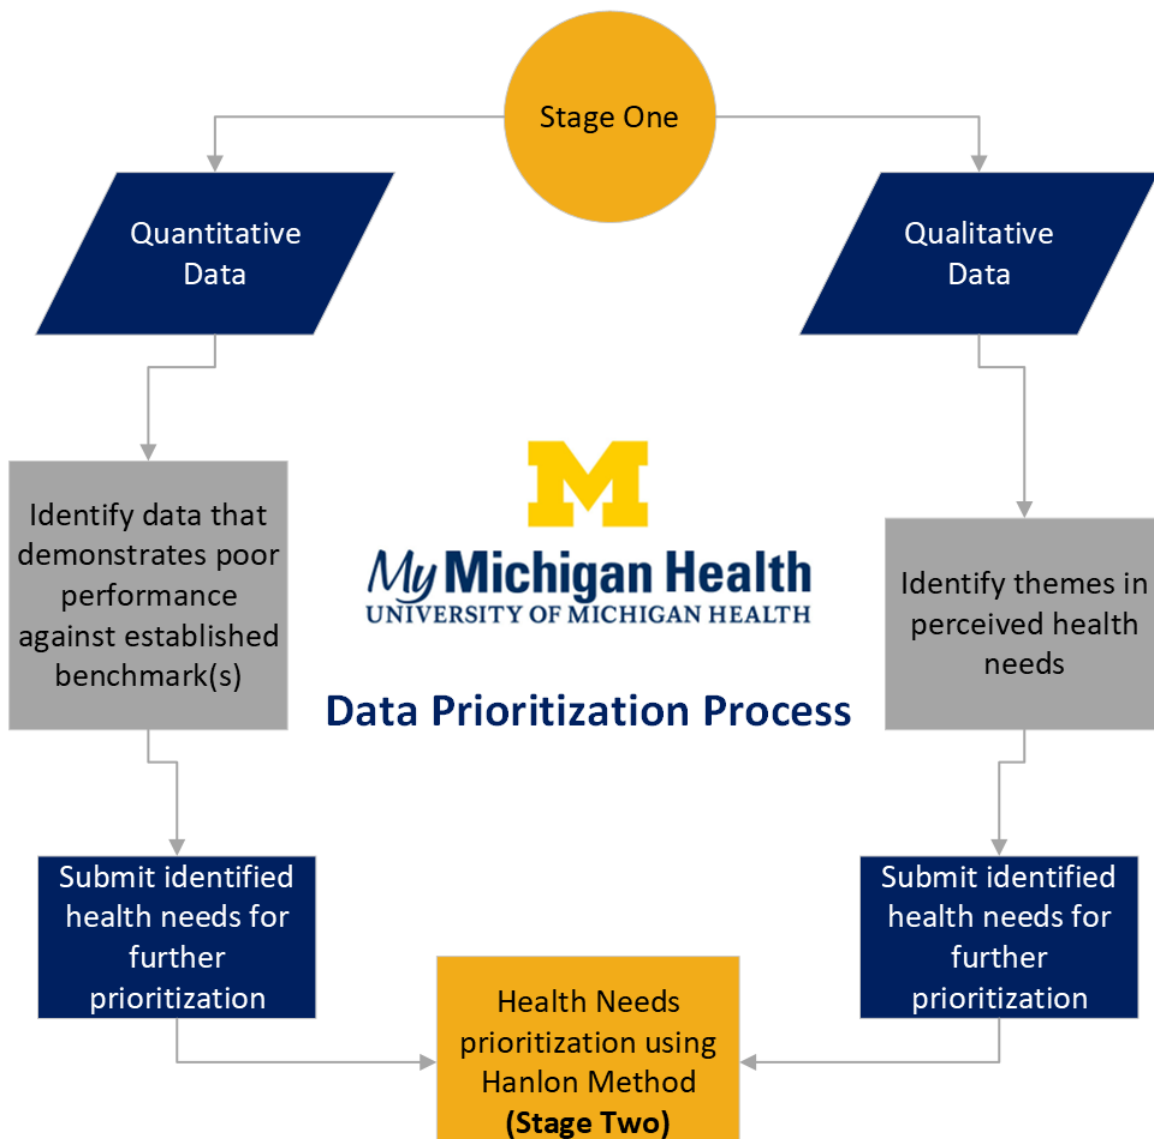 Stage One
Quantitative
Data
Qualitative
Data
Identify data that
demonstrates poor
performance
against established
benchmark(s)
M
My Michigan Health
UNIVERSITY OF MICHIGAN HEALTH
Data Prioritization Process
Identify themes in
perceived health
needs
Submit identified
health needs for
further
prioritization
Submit identified
health needs for
further
prioritization
Health Needs
prioritization using
Hanlon Method
(Stage Two)